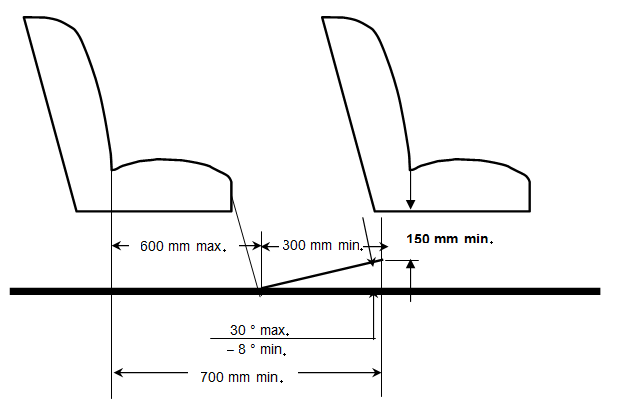 600 mm max.
300 mm min.
150 mm min.
30 ° max.
– 8 ° min.
700 mm min.